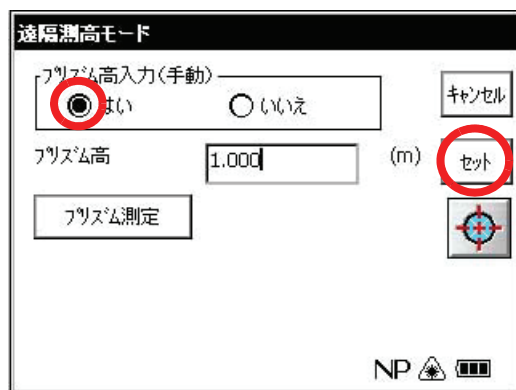 遠隔測高モード
プリズム高入力(手動)
はい いいえ
キャンセル
プリズム高 1.000 (m) セット
プリズム測定
NP